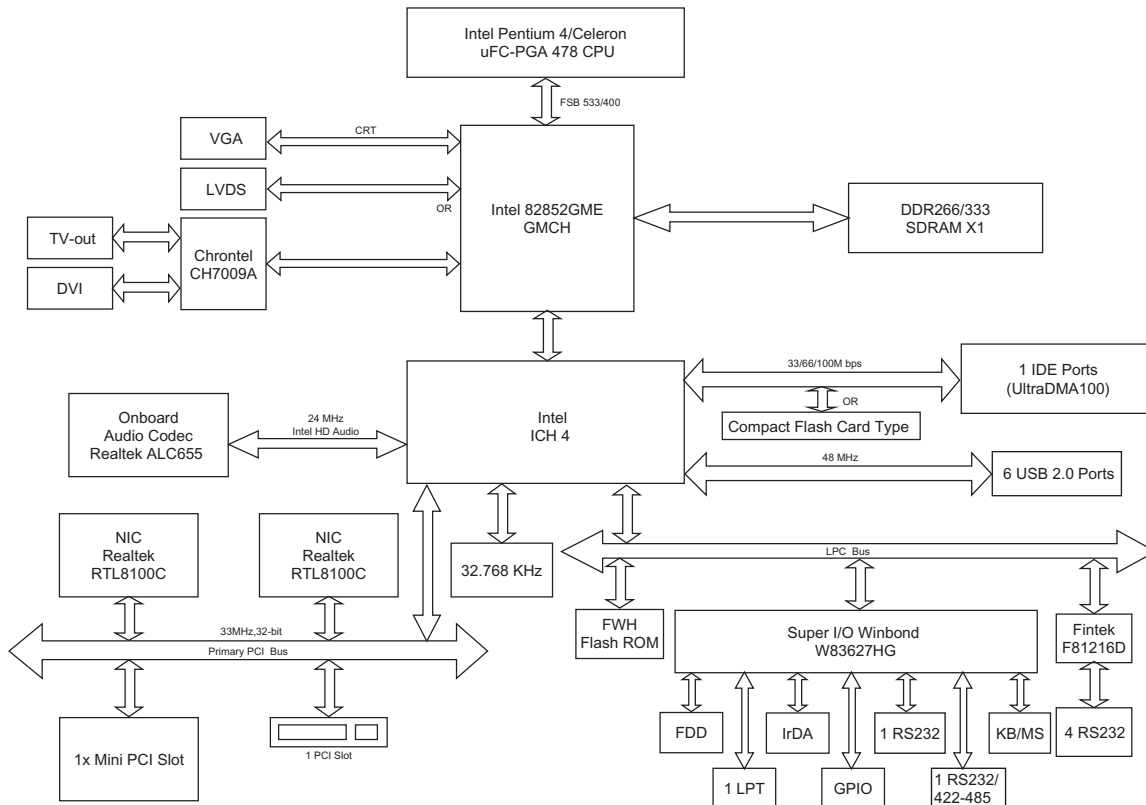 Intel Pentium 4/Celeron
uFC-PGA 478 CPU
FSB 533/400
VGA
CRT
LVDS
OR
Intel 82852GME
GMCH
DDR266/333
SDRAM X1
TV-out
DVI
Chrontel
CH7009A
33/66/100M bps
1 IDE Ports
(UltraDMA100)
OR
Compact Flash Card Type
Intel
ICH 4
Onboard
Audio Codec
Realtek ALC655
24 MHz
Intel HD Audio
48 MHz
6 USB 2.0 Ports
NIC
Realtek
RTL8100C
NIC
Realtek
RTL8100C
32.768 KHz
LPC Bus
FWH
Flash ROM
Super I/O Winbond
W83627HG
Fintek
F81216D
33MHz,32-bit
Primary PCI Bus
1x Mini PCI Slot
1 PCI Slot
FDD
IrDA
1 RS232
KB/MS
4 RS232
1 LPT
GPIO
1 RS232/
422-485